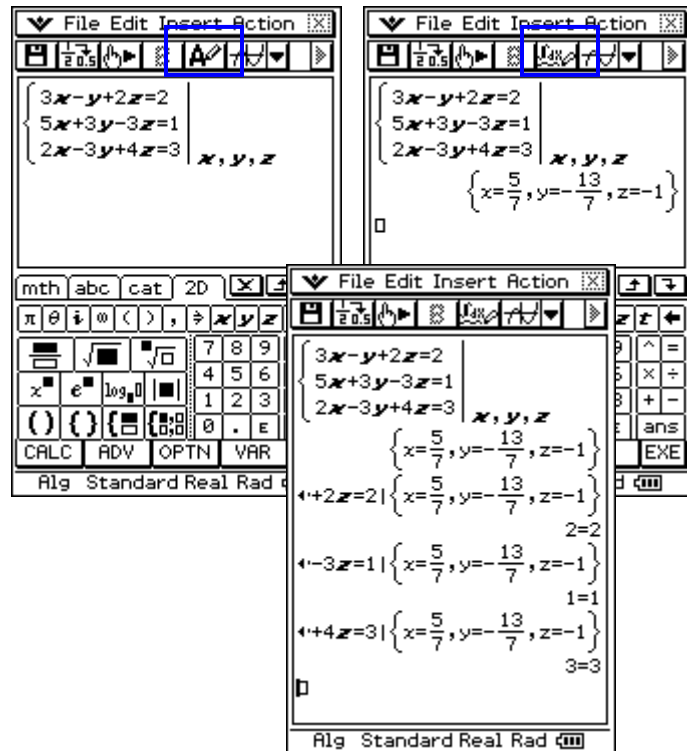 File Edit Insert Action
3x-y+2z=2
5x+3y-3z=1
2x-3y+4z=3 x,y,z
mth abc cat 2D
π θ i ∞ ( ) , ⇒ x y z
7 8 9
4 5 6
1 2 3
0 . E
CALC ADV OPTN VAR
Alg Standard Real Rad
File Edit Insert Action
3x-y+2z=2
5x+3y-3z=1
2x-3y+4z=3 x,y,z
{x=5/7,y=-13/7,z=-1}
z t
^ =
× ÷
+ -
ans
EXE
File Edit Insert Action
3x-y+2z=2
5x+3y-3z=1
2x-3y+4z=3 x,y,z
{x=5/7,y=-13/7,z=-1}
+2z=2|{x=5/7,y=-13/7,z=-1}
2=2
-3z=1|{x=5/7,y=-13/7,z=-1}
1=1
+4z=3|{x=5/7,y=-13/7,z=-1}
3=3
Alg Standard Real Rad